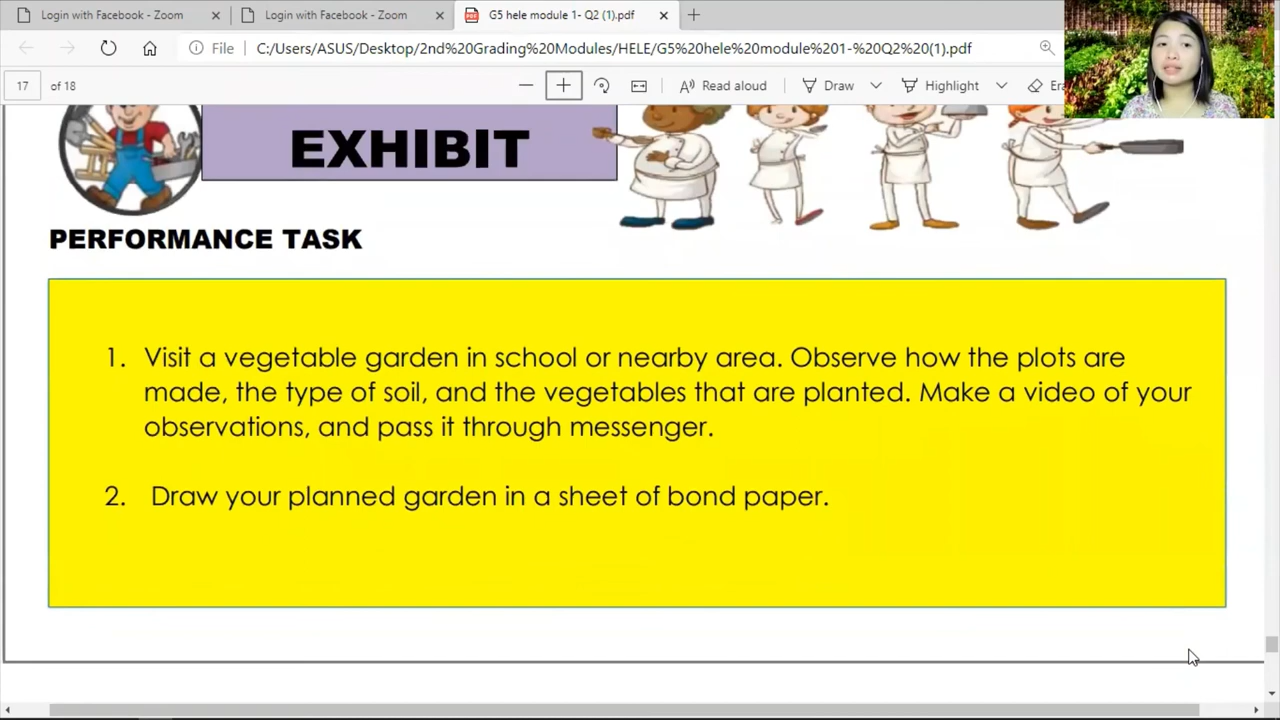 Login with Facebook - Zoom
Login with Facebook - Zoom
G5 hele module 1- Q2 (1).pdf
File
C:/Users/ASUS/Desktop/2nd%20Grading%20Modules/HELE/G5%20hele%20module%201-%20Q2%20(1).pdf
17 of 18
Read aloud
Draw
Highlight
EXHIBIT
PERFORMANCE TASK
1. Visit a vegetable garden in school or nearby area. Observe how the plots are
made, the type of soil, and the vegetables that are planted. Make a video of your
observations, and pass it through messenger.
2. Draw your planned garden in a sheet of bond paper.